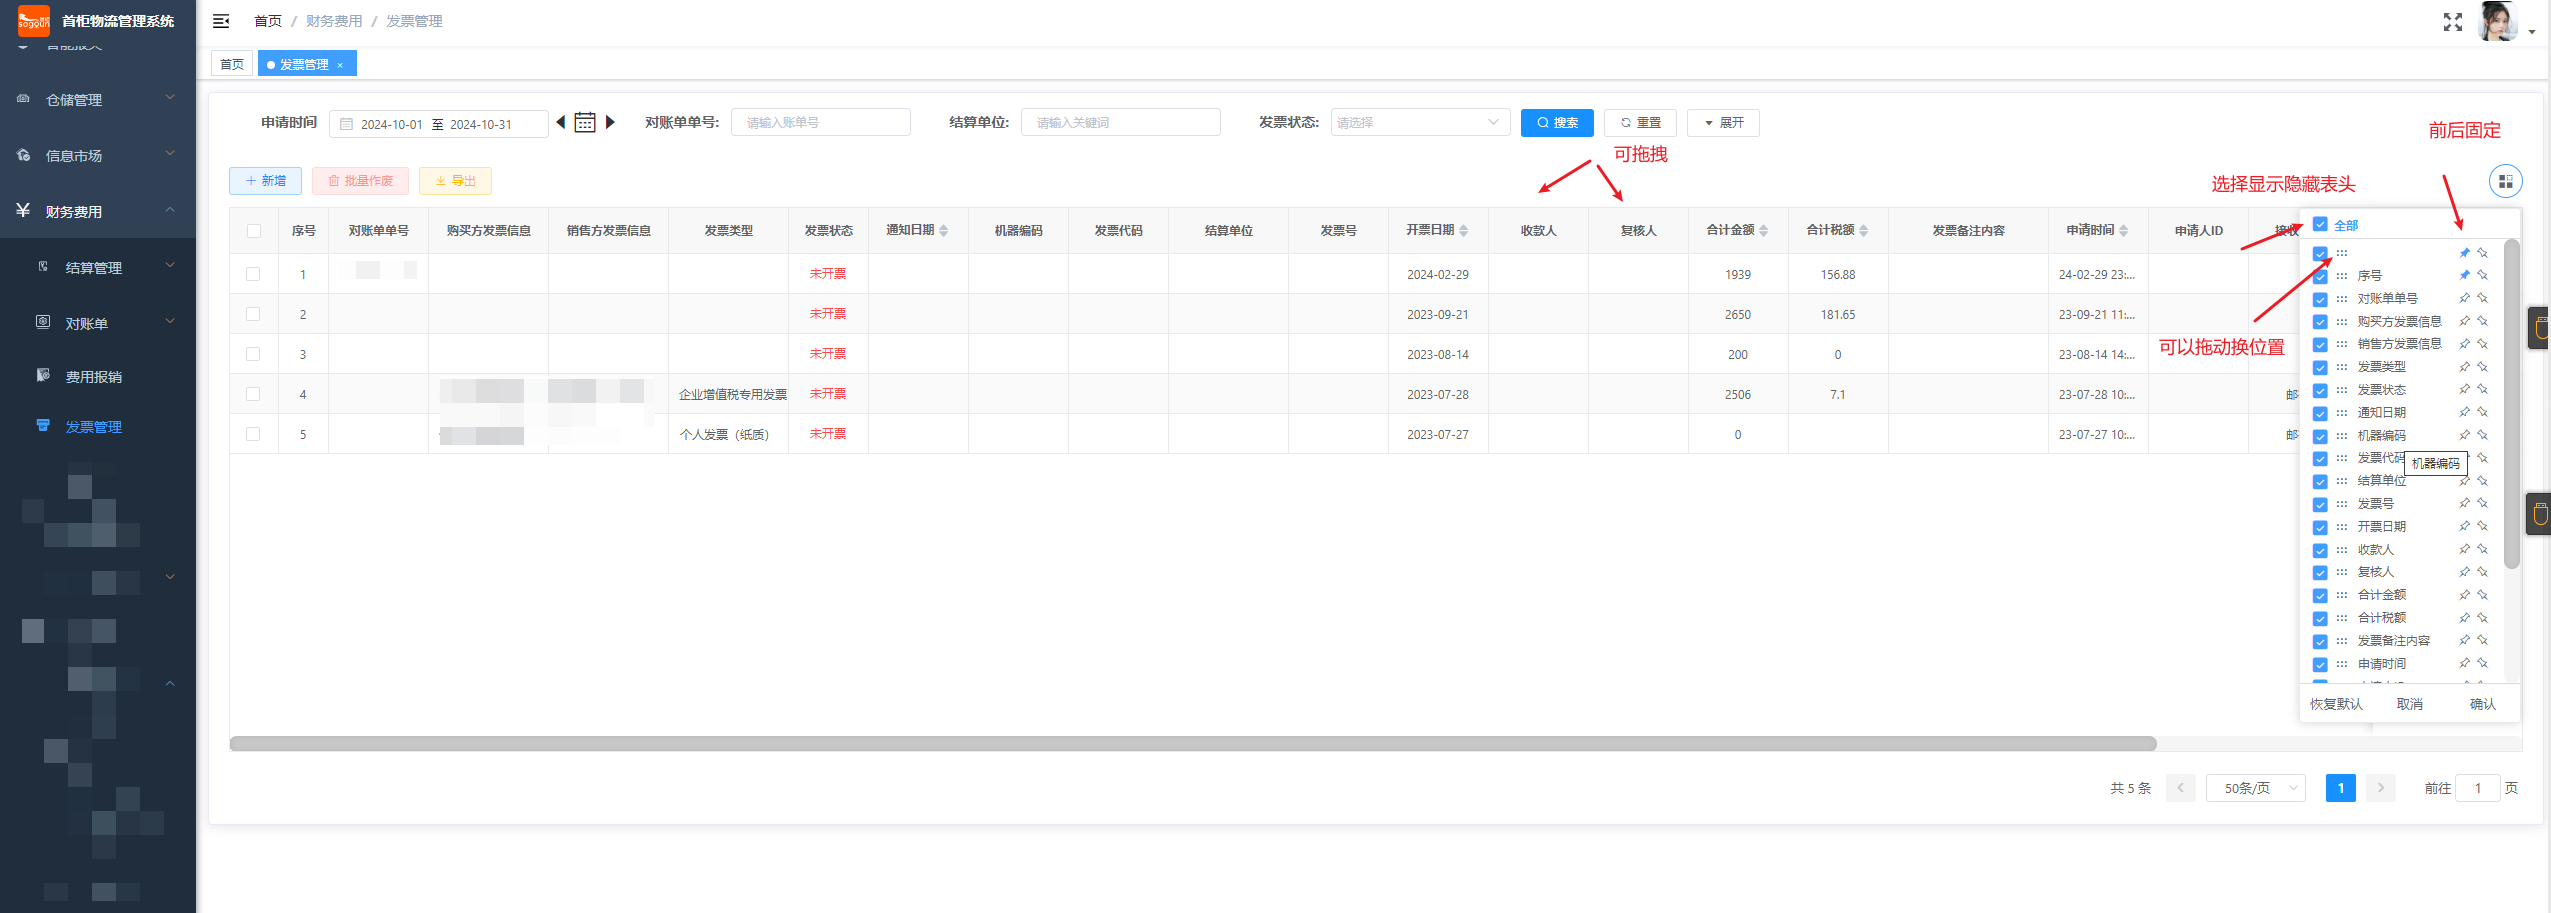 首柜物流管理系统
首页 / 财务费用 / 发票管理
首页
发票管理 ×
仓储管理
信息市场
财务费用
结算管理
对账单
费用报销
发票管理
申请时间 2024-10-01 至 2024-10-31 对账单单号: 请输入账单号 结算单位: 请输入关键词 发票状态: 请选择 搜索 重置 展开
前后固定
可拖拽
选择显示隐藏表头
可以拖动换位置
新增 批量作废 导出
序号 对账单单号 购买方发票信息 销售方发票信息 发票类型 发票状态 通知日期 机器编码 发票代码 结算单位 发票号 开票日期 收款人 复核人 合计金额 合计税额 发票备注内容 申请时间 申请人ID 接收
1 未开票 2024-02-29 1939 156.88 24-02-29 23:...
2 未开票 2023-09-21 2650 181.65 23-09-21 11:...
3 未开票 2023-08-14 200 0 23-08-14 14:...
4 企业增值税专用发票 未开票 2023-07-28 2506 7.1 23-07-28 10:... 邮
5 个人发票（纸质） 未开票 2023-07-27 0 23-07-27 10:... 邮
全部
序号
对账单单号
购买方发票信息
销售方发票信息
发票类型
发票状态
通知日期
机器编码
发票代码
机器编码
结算单位
发票号
开票日期
收款人
复核人
合计金额
合计税额
发票备注内容
申请时间
恢复默认 取消 确认
共 5 条 50条/页 1 前往 1 页